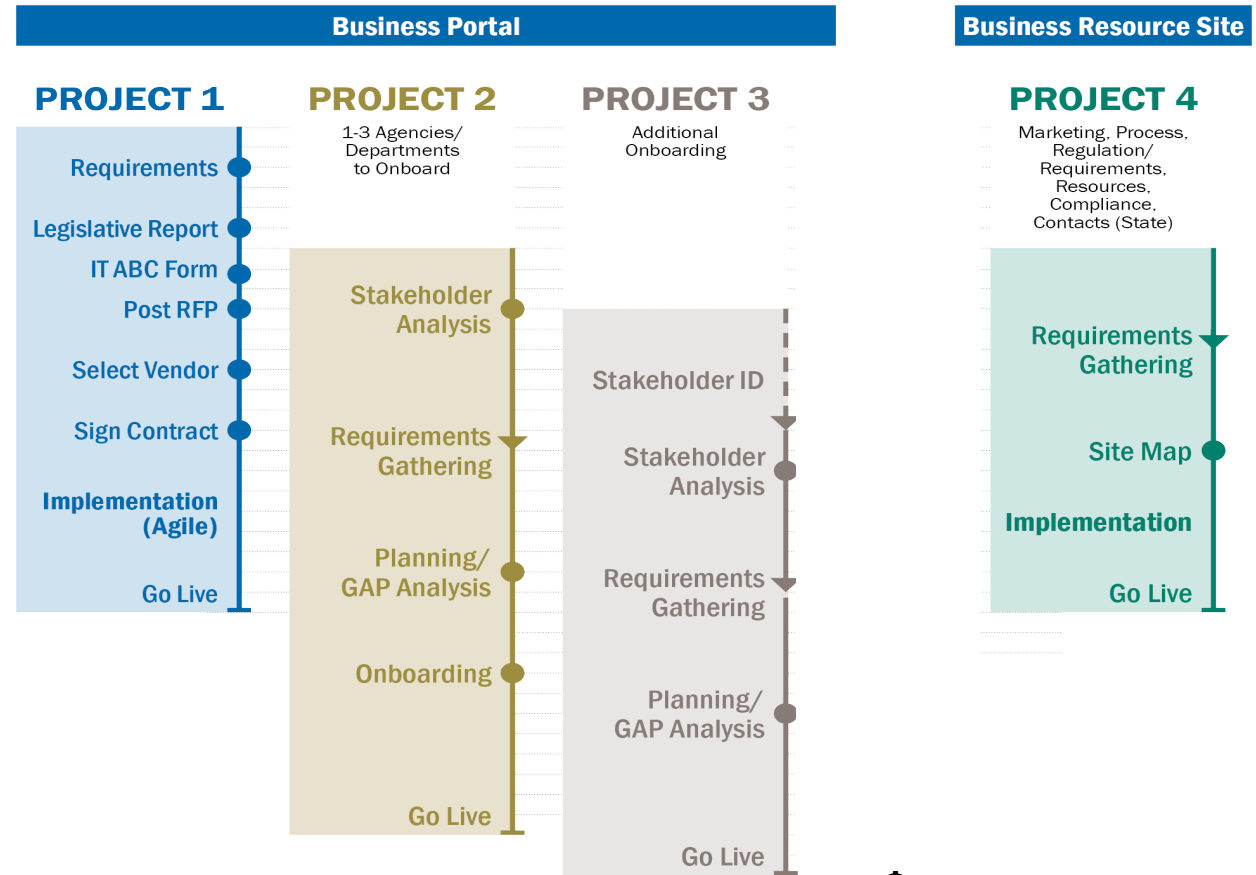 Business Portal
Business Resource Site
PROJECT 1
Requirements
Legislative Report
IT ABC Form
Post RFP
Select Vendor
Sign Contract
Implementation
(Agile)
Go Live
PROJECT 2
1-3 Agencies/
Departments
to Onboard
Stakeholder
Analysis
Requirements
Gathering
Planning/
GAP Analysis
Onboarding
Go Live
PROJECT 3
Additional
Onboarding
Stakeholder ID
Stakeholder
Analysis
Requirements
Gathering
Planning/
GAP Analysis
Go Live
PROJECT 4
Marketing, Process,
Regulation/
Requirements,
Resources,
Compliance,
Contacts (State)
Requirements
Gathering
Site Map
Implementation
Go Live